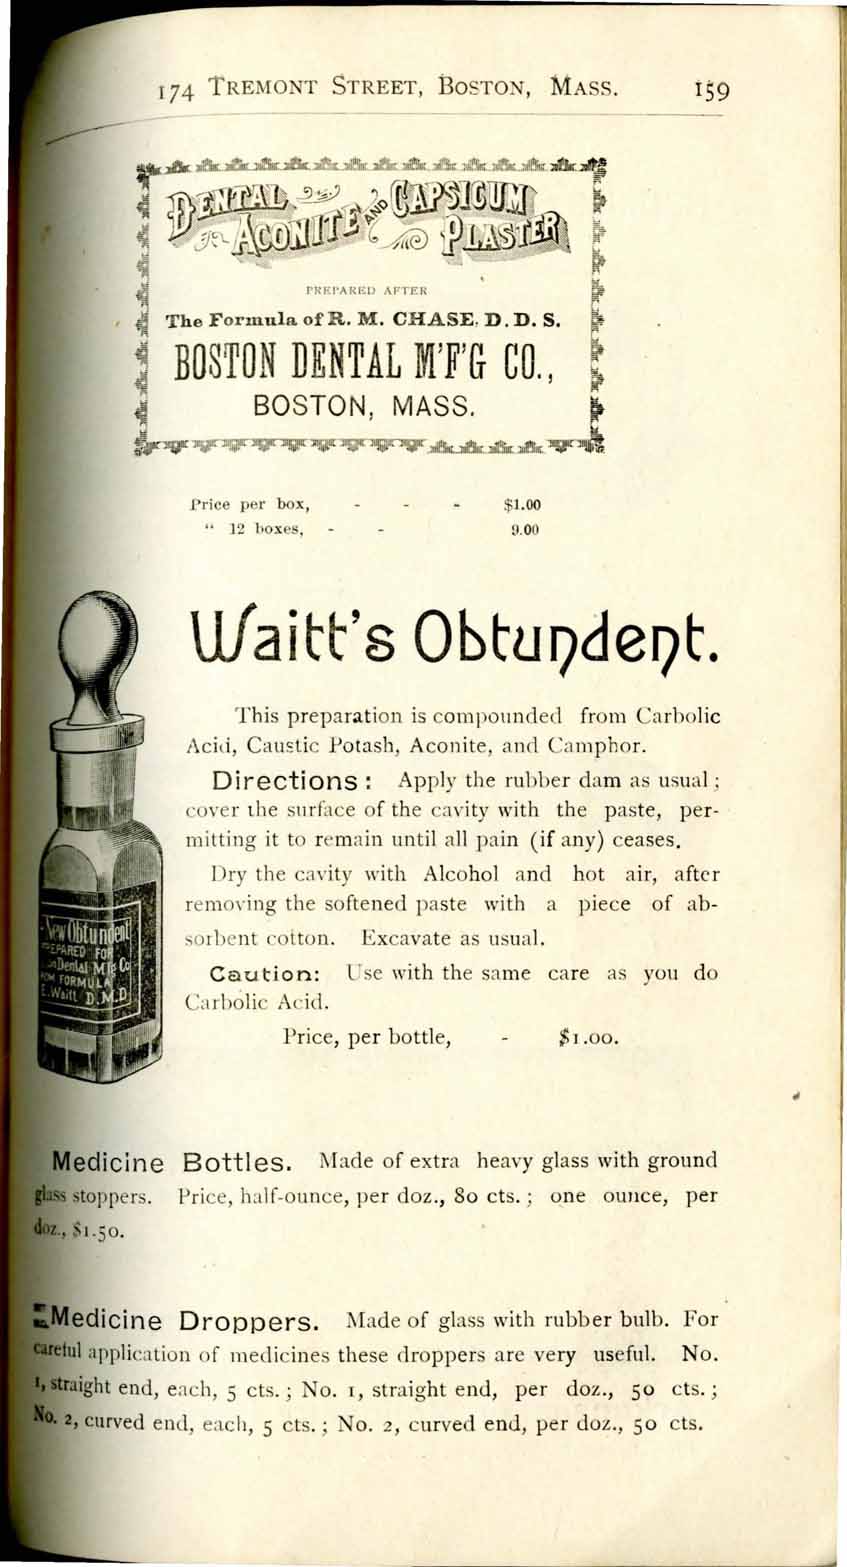 174 TREMONT STREET, BOSTON, MASS. 159
DENTAL ACONITE AND CAPSICUM PLASTER
PREPARED AFTER
The Formula of R. M. CHASE. D. D. S.
BOSTON DENTAL M'F'G CO.,
BOSTON, MASS.
Price per box, - - - $1.00
“ 12 boxes, - - 9.00
Waitt's Obtundent.
This preparation is compounded from Carbolic
Acid, Caustic Potash, Aconite, and Camphor.
Directions: Apply the rubber dam as usual;
cover the surface of the cavity with the paste, per-
mitting it to remain until all pain (if any) ceases.
Dry the cavity with Alcohol and hot air, after
removing the softened paste with a piece of ab-
sorbent cotton. Excavate as usual.
Caution: Use with the same care as you do
Carbolic Acid.
Price, per bottle, - $1.00.
New Obtundent
PREPARED FOR
Dental Mfg Co
FORMULA
E. Waitt D.M.D.
Medicine Bottles. Made of extra heavy glass with ground
glass stoppers. Price, half-ounce, per doz., 80 cts.; one ounce, per
doz., $1.50.
Medicine Droppers. Made of glass with rubber bulb. For
careful application of medicines these droppers are very useful. No.
1, straight end, each, 5 cts.; No. 1, straight end, per doz., 50 cts.;
No. 2, curved end, each, 5 cts.; No. 2, curved end, per doz., 50 cts.